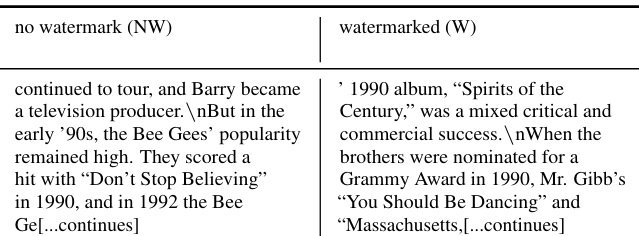 no watermark (NW)
watermarked (W)
continued to tour, and Barry became
a television producer.\nBut in the
early ’90s, the Bee Gees’ popularity
remained high. They scored a
hit with “Don’t Stop Believing”
in 1990, and in 1992 the Bee
Ge[...continues]
’ 1990 album, “Spirits of the
Century,” was a mixed critical and
commercial success.\nWhen the
brothers were nominated for a
Grammy Award in 1990, Mr. Gibb’s
“You Should Be Dancing” and
“Massachusetts,[...continues]